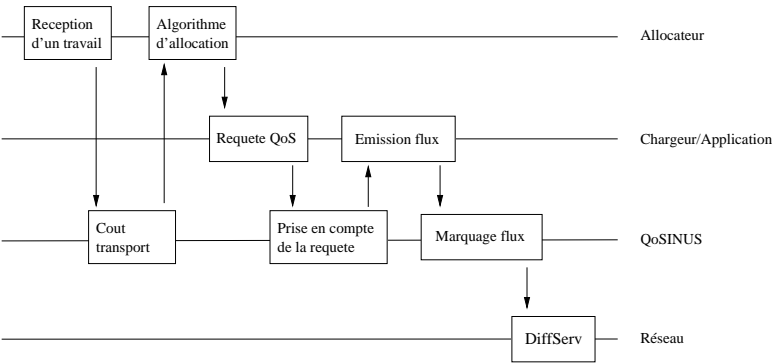 Reception
d'un travail
Algorithme
d'allocation
Allocateur
Requete QoS
Emission flux
Chargeur/Application
Cout
transport
Prise en compte
de la requete
Marquage flux
QoSINUS
DiffServ
Réseau